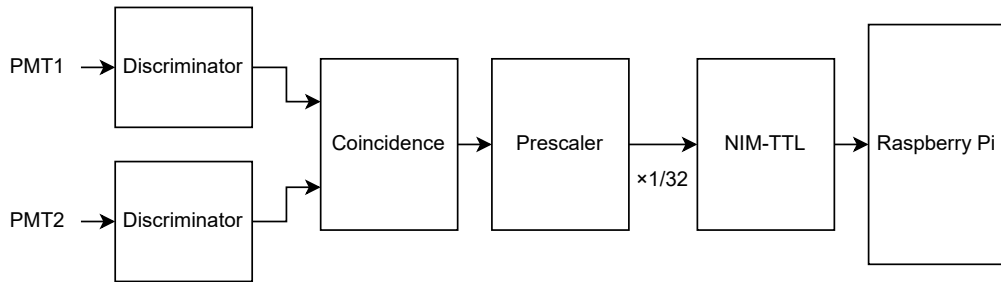 PMT1
Discriminator
PMT2
Discriminator
Coincidence
Prescaler
×1/32
NIM-TTL
Raspberry Pi